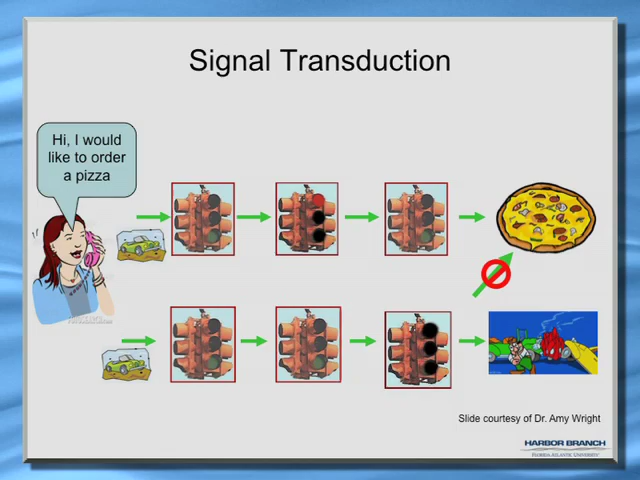 Signal Transduction
Hi, I would
like to order
a pizza
Slide courtesy of Dr. Amy Wright
HARBOR BRANCH
FLORIDA ATLANTIC UNIVERSITY